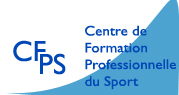 CFPS
Centre de
Formation
Professionnelle
du Sport